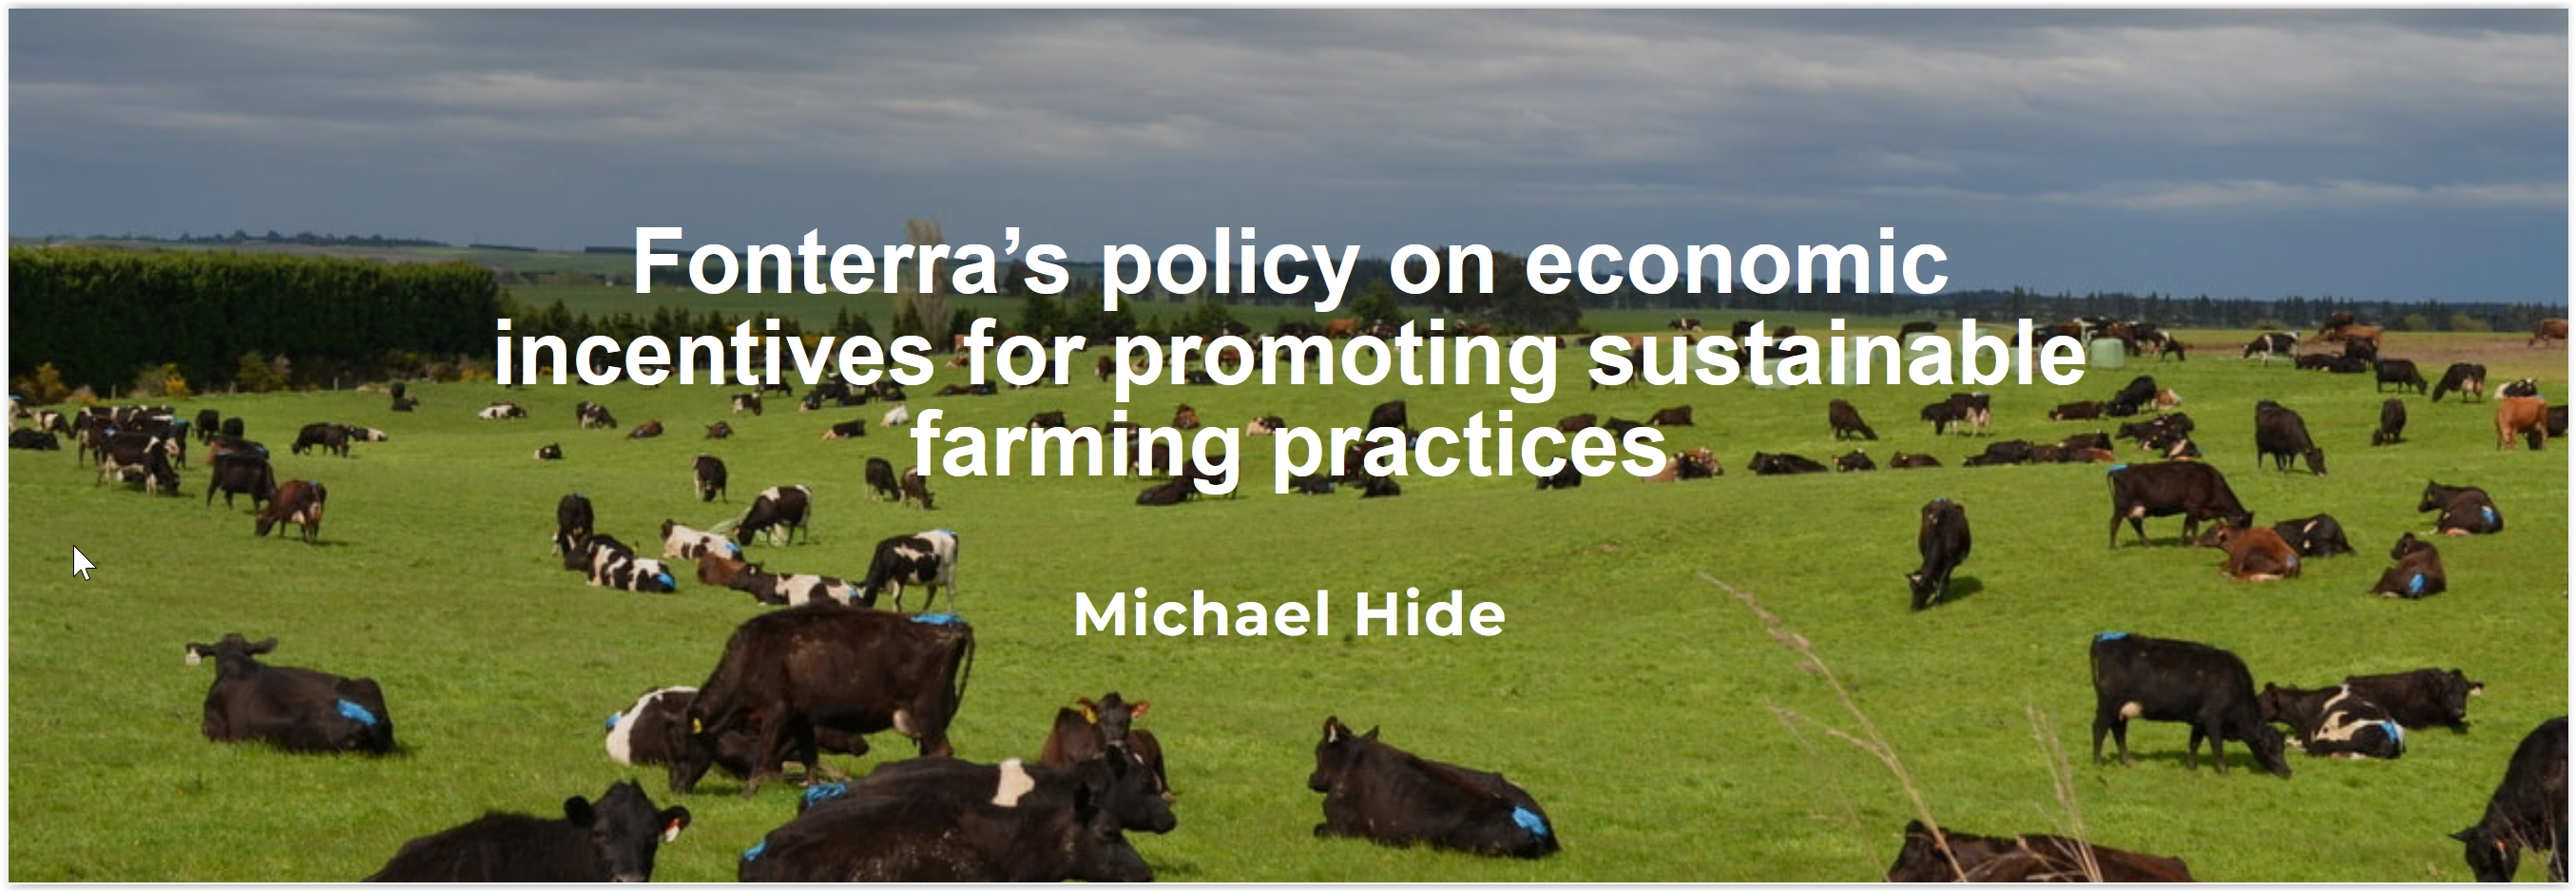 Fonterra’s policy on economic
incentives for promoting sustainable
farming practices
Michael Hide